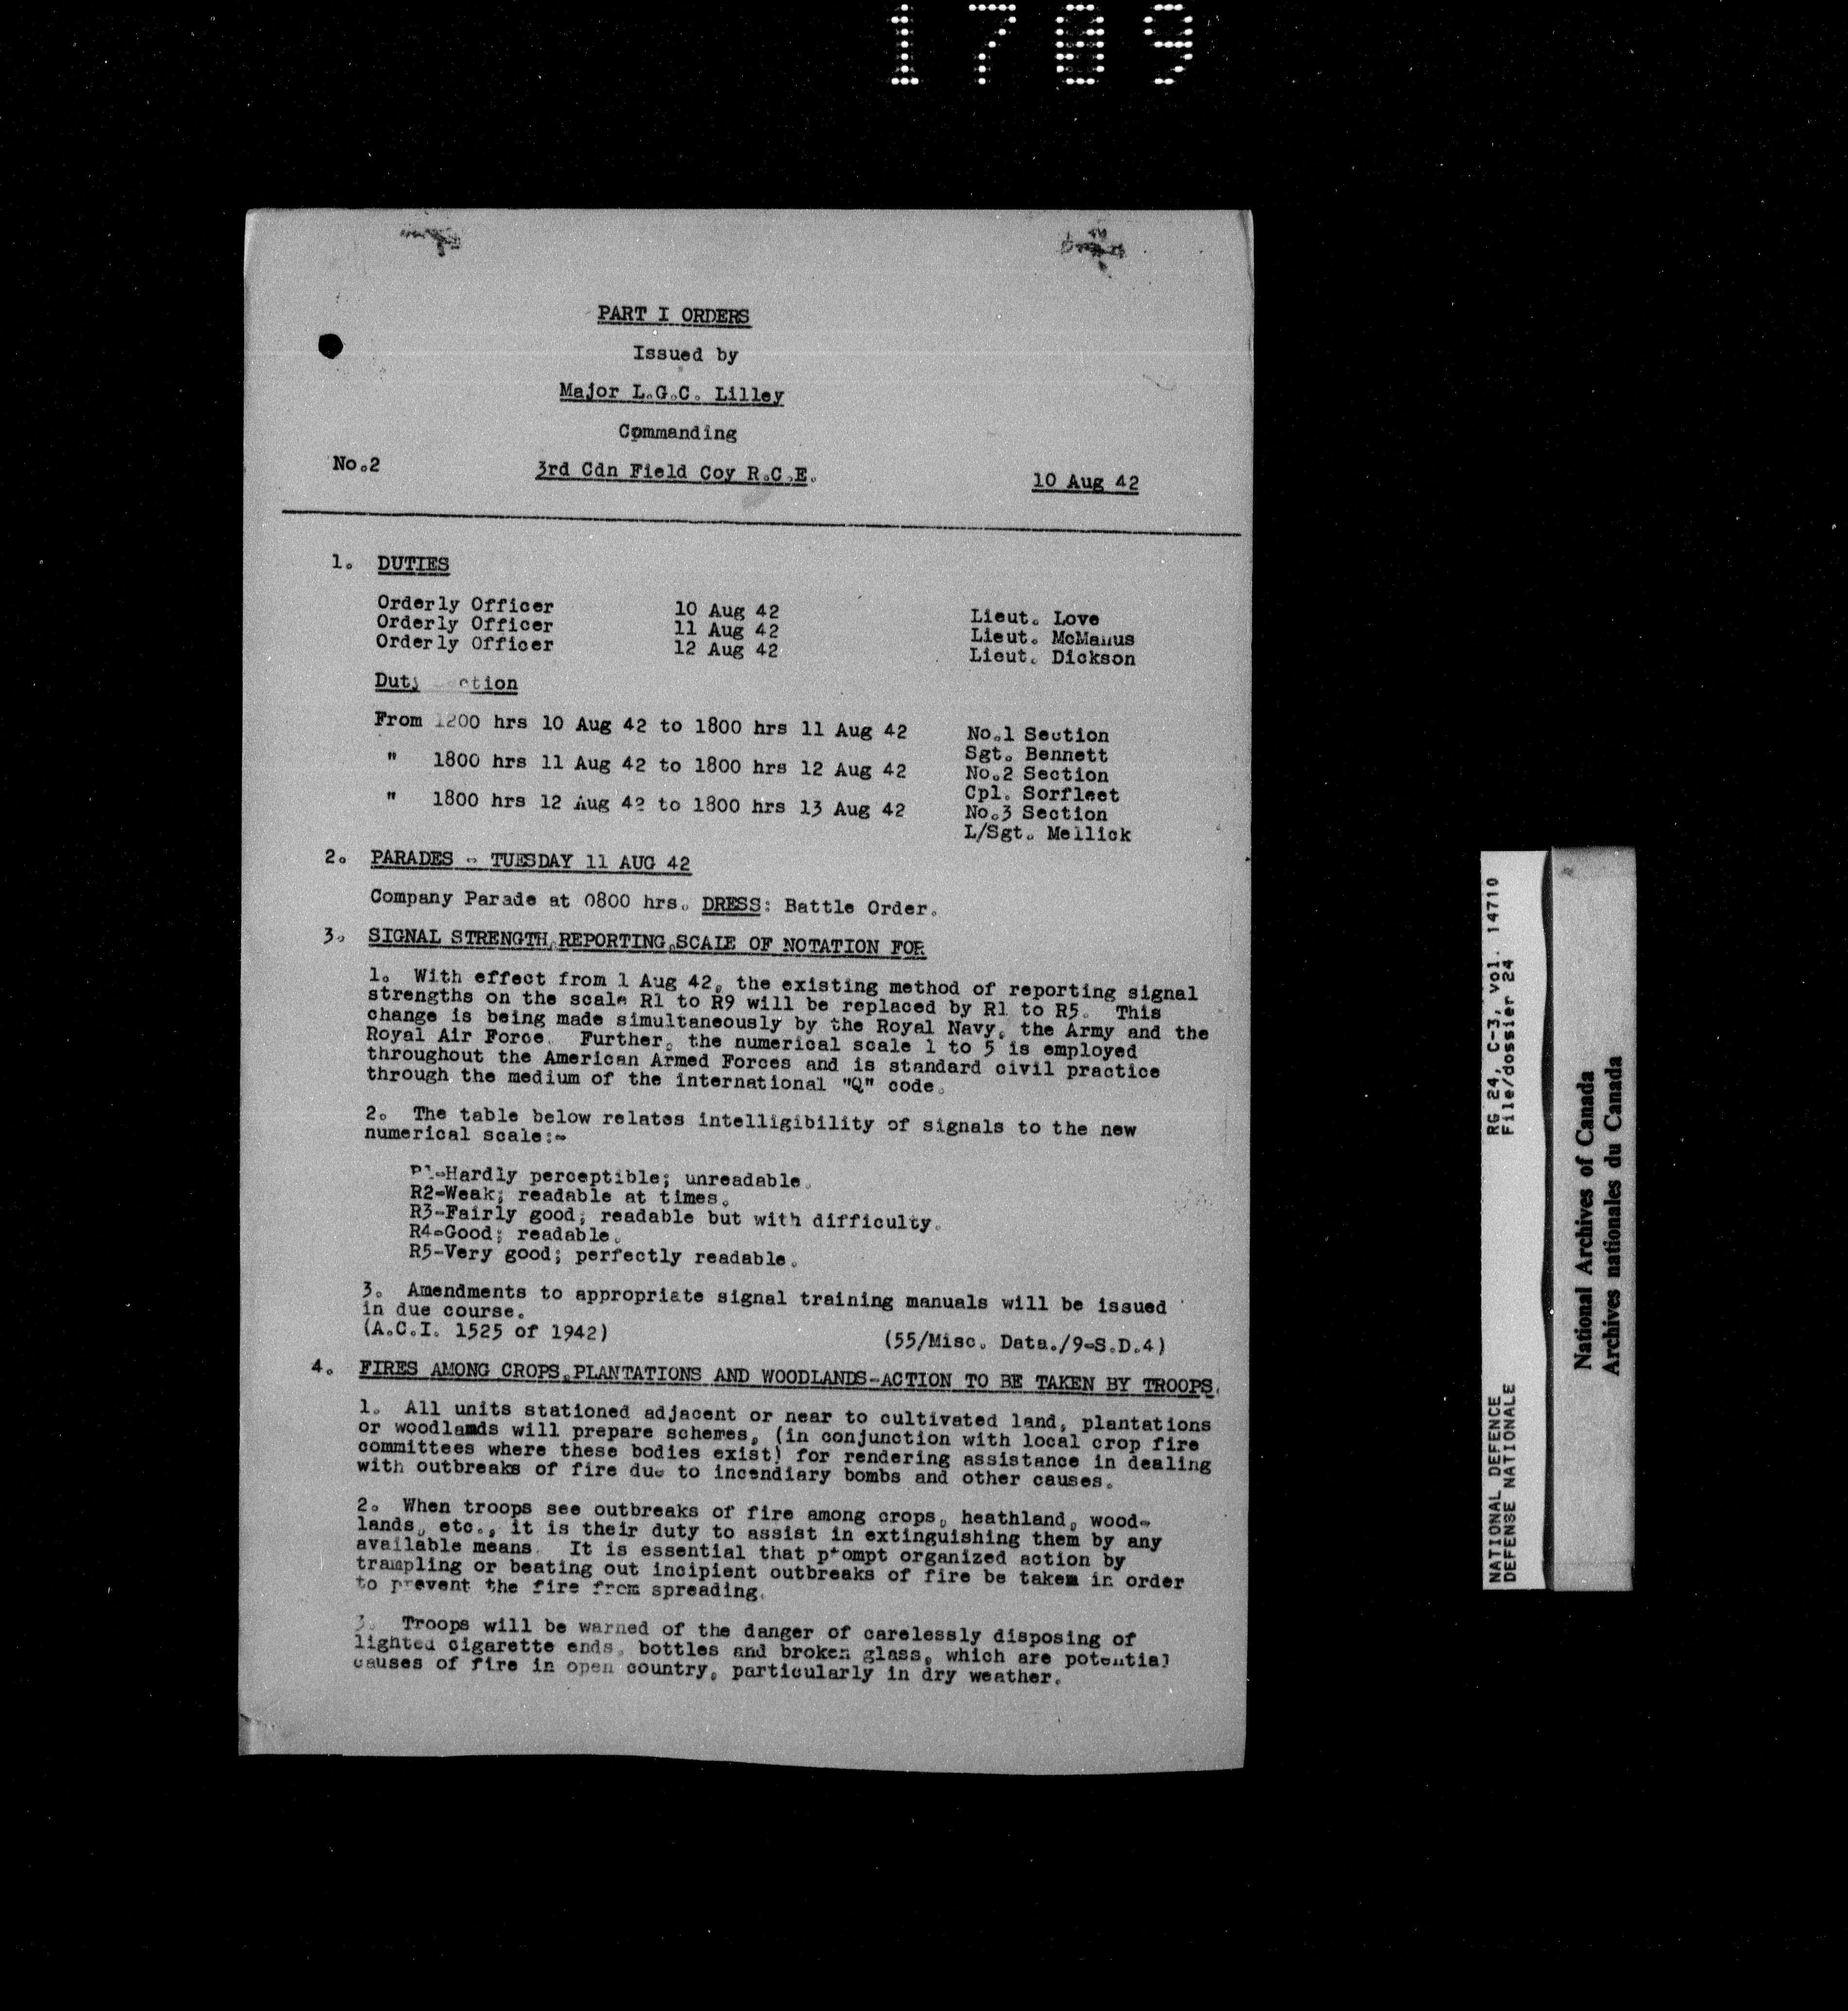 1709
PART I ORDERS
Issued by
Major L.G.C. Lilley
Commanding
No.2 3rd Cdn Field Coy R.C.E. 10 Aug 42
1. DUTIES
Orderly Officer 10 Aug 42 Lieut. Love
Orderly Officer 11 Aug 42 Lieut. McManus
Orderly Officer 12 Aug 42 Lieut. Dickson
Duty Section
From 1200 hrs 10 Aug 42 to 1800 hrs 11 Aug 42 No.1 Section
Sgt. Bennett
" 1800 hrs 11 Aug 42 to 1800 hrs 12 Aug 42 No.2 Section
Cpl. Sorfleet
" 1800 hrs 12 Aug 42 to 1800 hrs 13 Aug 42 No.3 Section
L/Sgt. Mellick
2. PARADES - TUESDAY 11 AUG 42
Company Parade at 0800 hrs. DRESS: Battle Order.
3. SIGNAL STRENGTH,REPORTING,SCALE OF NOTATION FOR
1. With effect from 1 Aug 42, the existing method of reporting signal
strengths on the scale R1 to R9 will be replaced by R1 to R5. This
change is being made simultaneously by the Royal Navy, the Army and the
Royal Air Force. Further, the numerical scale 1 to 5 is employed
throughout the American Armed Forces and is standard civil practice
through the medium of the international "Q" code.
2. The table below relates intelligibility of signals to the new
numerical scale:-
R1-Hardly perceptible; unreadable.
R2-Weak; readable at times.
R3-Fairly good; readable but with difficulty.
R4-Good; readable.
R5-Very good; perfectly readable.
3. Amendments to appropriate signal training manuals will be issued
in due course.
(A.C.I. 1525 of 1942) (55/Misc. Data./9-S.D.4)
4. FIRES AMONG CROPS,PLANTATIONS AND WOODLANDS-ACTION TO BE TAKEN BY TROOPS.
1. All units stationed adjacent or near to cultivated land, plantations
or woodlands will prepare schemes, (in conjunction with local crop fire
committees where these bodies exist) for rendering assistance in dealing
with outbreaks of fire due to incendiary bombs and other causes.
2. When troops see outbreaks of fire among crops, heathland, wood-
lands, etc., it is their duty to assist in extinguishing them by any
available means. It is essential that prompt organized action by
trampling or beating out incipient outbreaks of fire be taken in order
to prevent the fire from spreading.
3. Troops will be warned of the danger of carelessly disposing of
lighted cigarette ends, bottles and broken glass, which are potential
causes of fire in open country, particularly in dry weather.
NATIONAL DEFENCE RG 24, C-3, vol. 14710
DEFENSE NATIONALE File/dossier 24
National Archives of Canada
Archives nationales du Canada